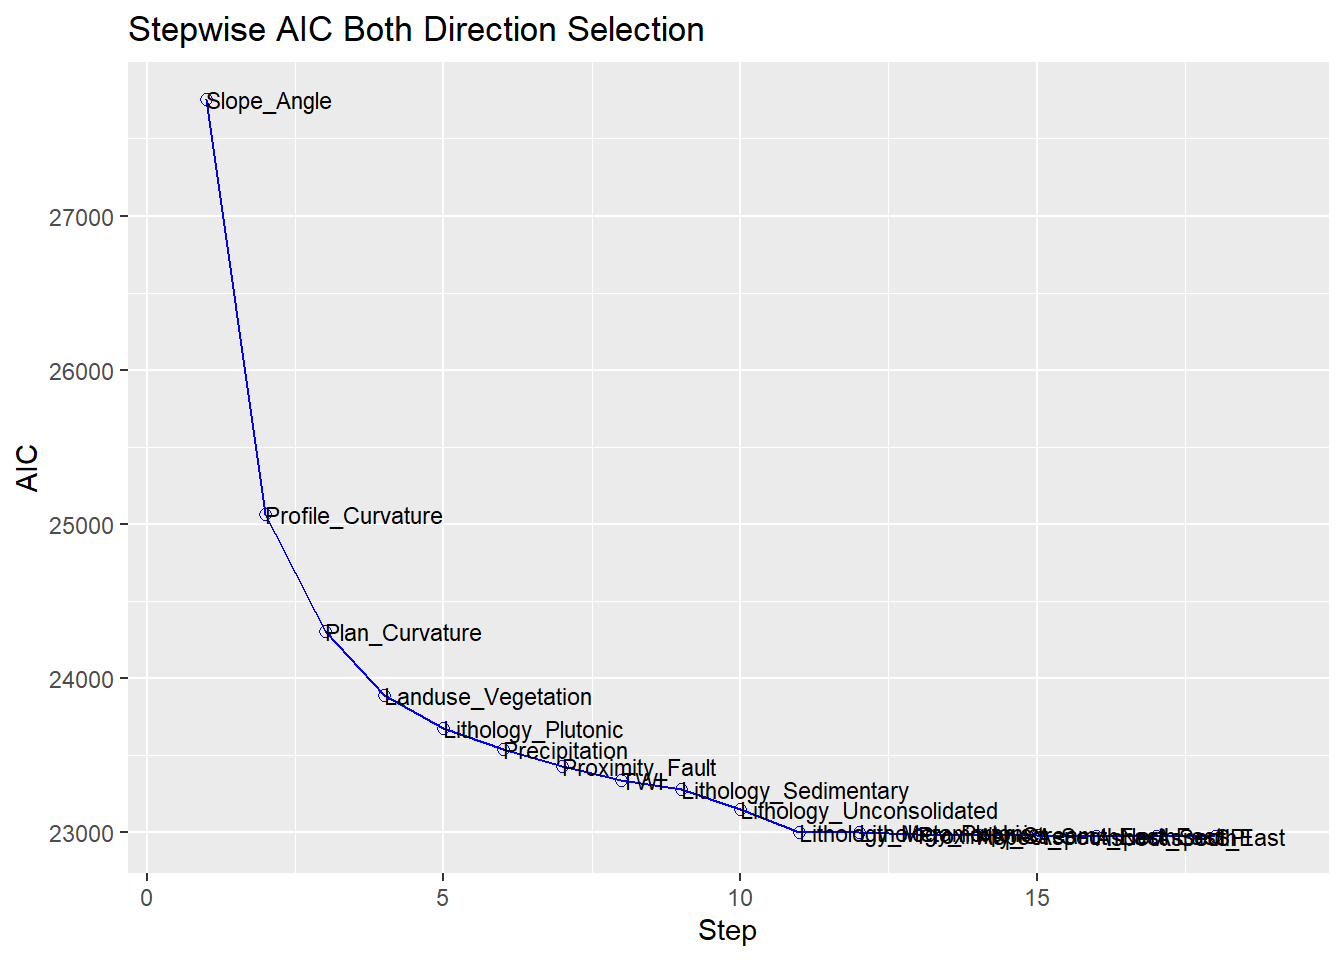 Stepwise AIC Both Direction Selection
Slope_Angle
27000
26000
AIC
25000
Profile_Curvature
Plan_Curvature
24000
Landuse_Vegetation
Lithology_Plutonic
Precipitation
Proximity_Fault
TWI
Lithology_Sedimentary
Lithology_Unconsolidated
23000
0
5
10
15
Step